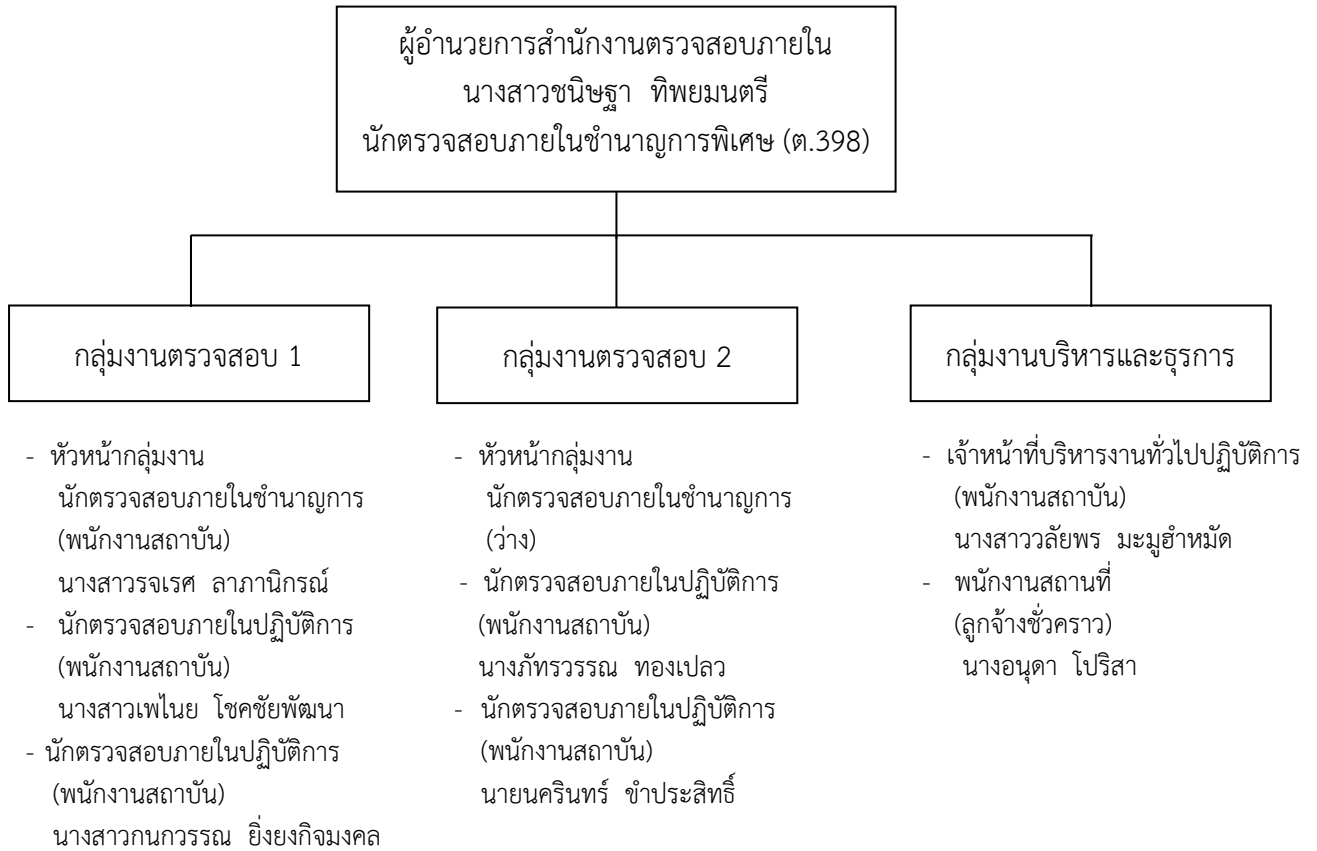 ผู้อำนวยการสำนักงานตรวจสอบภายใน
นางสาวชนิษฐา ทิพยมนตรี
นักตรวจสอบภายในชำนาญการพิเศษ (ต.398)
กลุ่มงานตรวจสอบ 1
- หัวหน้ากลุ่มงาน
นักตรวจสอบภายในชำนาญการ
(พนักงานสถาบัน)
นางสาวรจเรศ ลาภานิกรณ์
- นักตรวจสอบภายในปฏิบัติการ
(พนักงานสถาบัน)
นางสาวเพไนย โชคชัยพัฒนา
- นักตรวจสอบภายในปฏิบัติการ
(พนักงานสถาบัน)
นางสาวกนกวรรณ ยิ่งยงกิจมงคล
กลุ่มงานตรวจสอบ 2
- หัวหน้ากลุ่มงาน
นักตรวจสอบภายในชำนาญการ
(ว่าง)
- นักตรวจสอบภายในปฏิบัติการ
(พนักงานสถาบัน)
นางภัทรวรรณ ทองเปลว
- นักตรวจสอบภายในปฏิบัติการ
(พนักงานสถาบัน)
นายนครินทร์ ขำประสิทธิ์
กลุ่มงานบริหารและธุรการ
- เจ้าหน้าที่บริหารงานทั่วไปปฏิบัติการ
(พนักงานสถาบัน)
นางสาววลัยพร มะมูฮำหมัด
- พนักงานสถานที่
(ลูกจ้างชั่วคราว)
นางอนุดา โปริสา